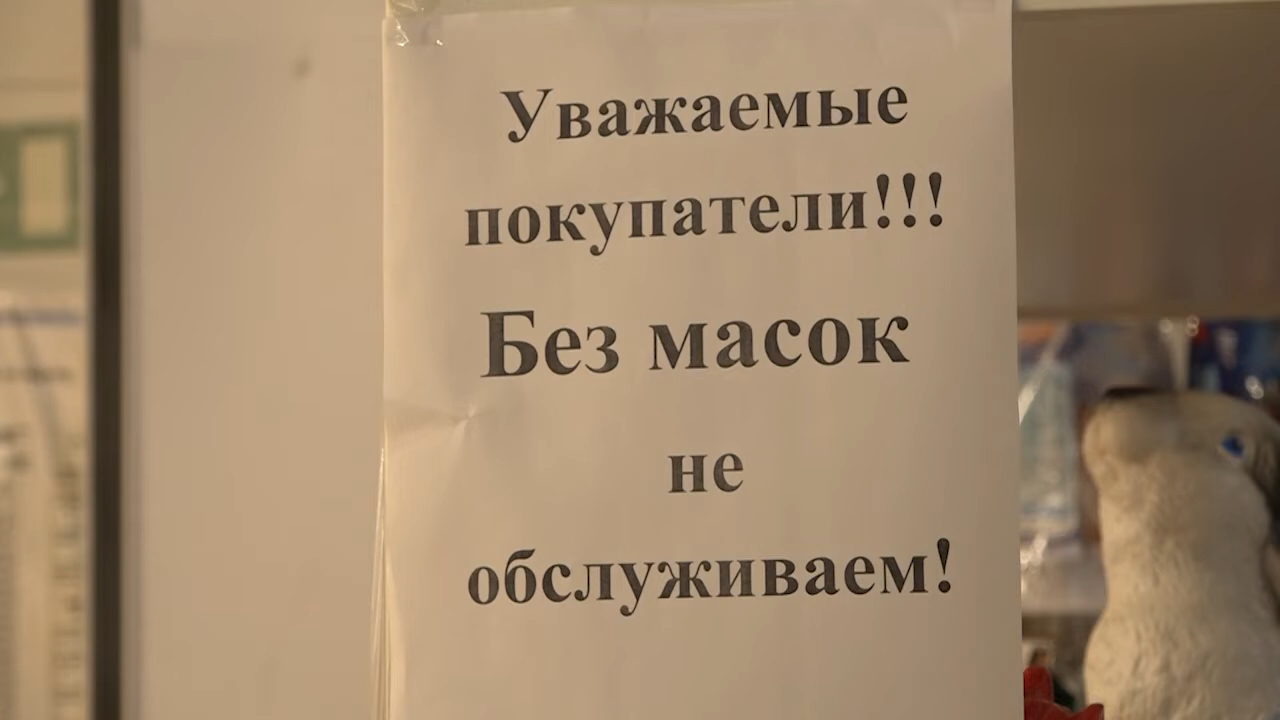 Уважаемые
покупатели!!!
Без масок
не
обслуживаем!